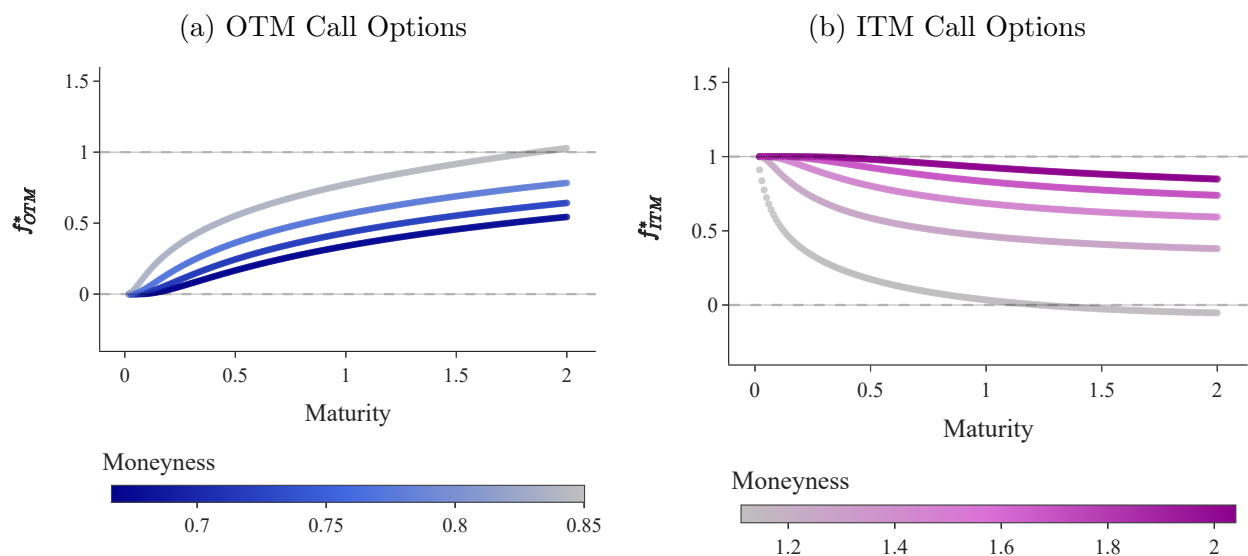 (a) OTM Call Options
1.5
1
0.5
0
f*OTM
0 0.5 1 1.5 2
Maturity
Moneyness
0.7 0.75 0.8 0.85
(b) ITM Call Options
1.5
1
0.5
0
f*ITM
0 0.5 1 1.5 2
Maturity
Moneyness
1.2 1.4 1.6 1.8 2